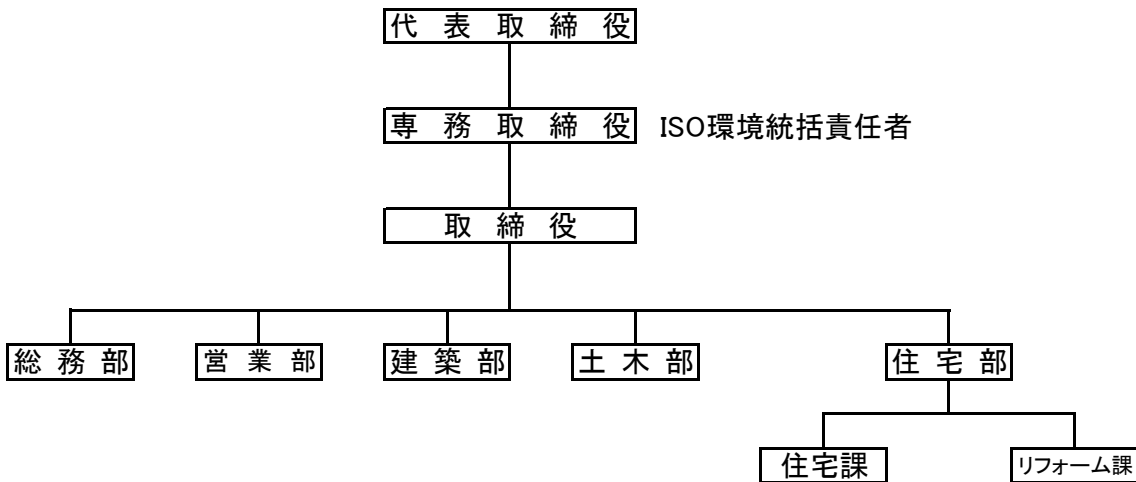 代表取締役
専務取締役 ISO環境統括責任者
取締役
総務部 営業部 建築部 土木部 住宅部
住宅課 リフォーム課